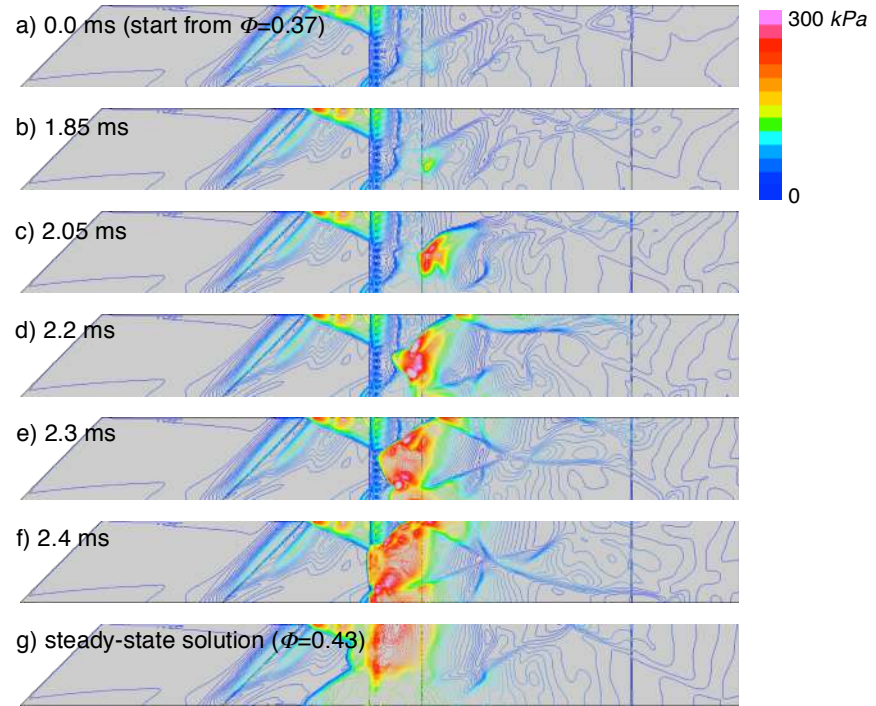 a) 0.0 ms (start from Φ=0.37)
300 kPa
b) 1.85 ms
0
c) 2.05 ms
d) 2.2 ms
e) 2.3 ms
f) 2.4 ms
g) steady-state solution (Φ=0.43)